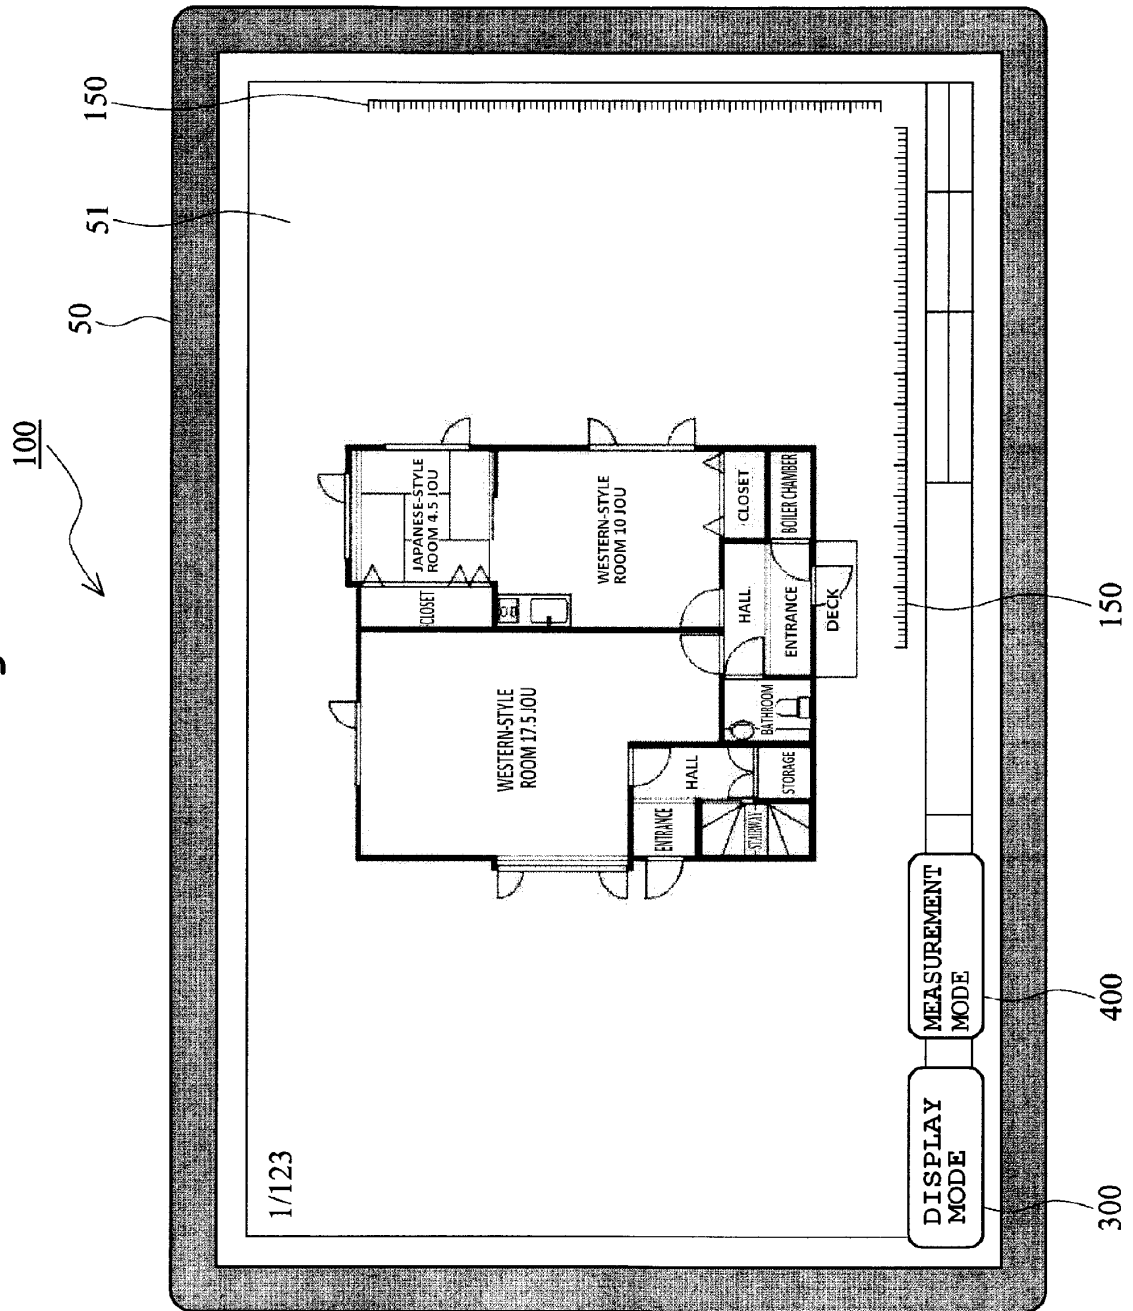 100
50
51
150
1/123
JAPANESE-STYLE
ROOM 4.5 JOU
CLOSET
WESTERN-STYLE
ROOM 17.5 JOU
WESTERN-STYLE
ROOM 10 JOU
ENTRANCE
HALL
HALL
CLOSET
BATHROOM
STORAGE
ENTRANCE
BOILER CHAMBER
DECK
DISPLAY
MODE
MEASUREMENT
MODE
300
400
150